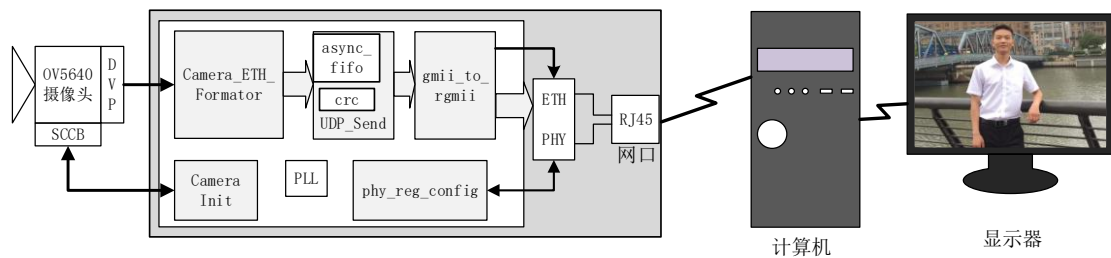 OV5640
摄像头
DVP
SCCB
Camera_ETH_
Formator
async_
fifo
crc
UDP_Send
gmii_to_
rgmii
ETH
PHY
RJ45
网口
Camera
Init
PLL
phy_reg_config
计算机
显示器